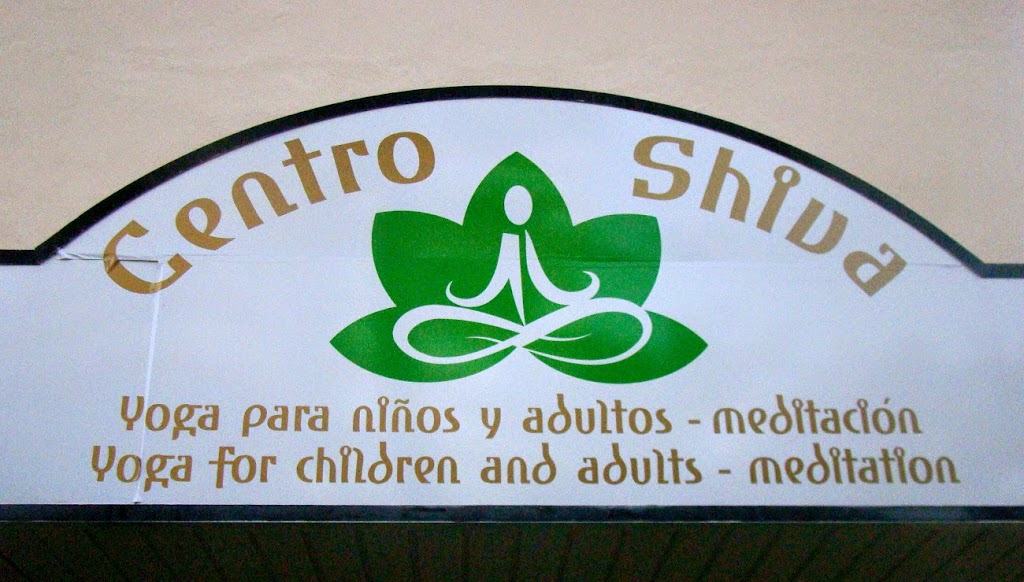 Centro Shiva
Yoga para niños y adultos - meditación
Yoga for children and adults - meditation